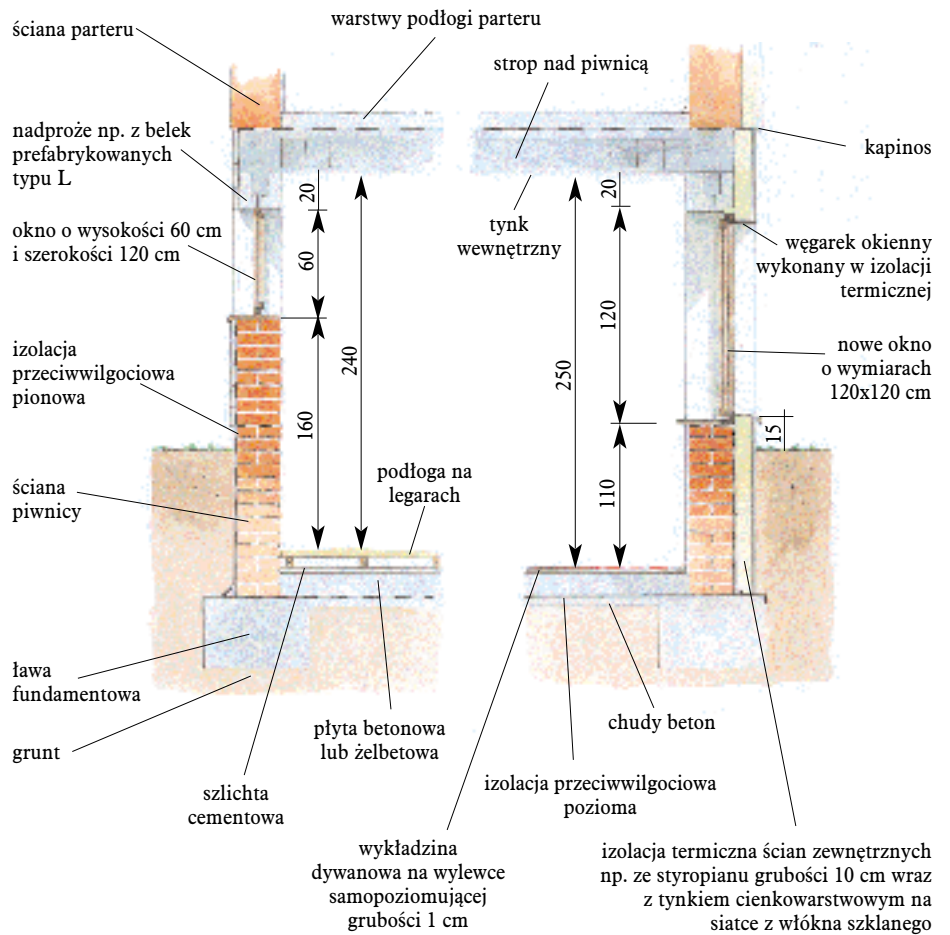 ściana parteru
warstwy podłogi parteru
strop nad piwnicą
nadproże np. z belek
prefabrykowanych
typu L
kapinos
20
20
tynk
wewnętrzny
okno o wysokości 60 cm
i szerokości 120 cm
60
węgarek okienny
wykonany w izolacji
termicznej
120
240
250
izolacja
przeciwwilgociowa
pionowa
nowe okno
o wymiarach
120x120 cm
160
15
podłoga na
legarach
110
ściana
piwnicy
ława
fundamentowa
grunt
płyta betonowa
lub żelbetowa
chudy beton
szlichta
cementowa
izolacja przeciwwilgociowa
pozioma
wykładzina
dywanowa na wylewce
samopoziomującej
grubości 1 cm
izolacja termiczna ścian zewnętrznych
np. ze styropianu grubości 10 cm wraz
z tynkiem cienkowarstwowym na
siatce z włókna szklanego